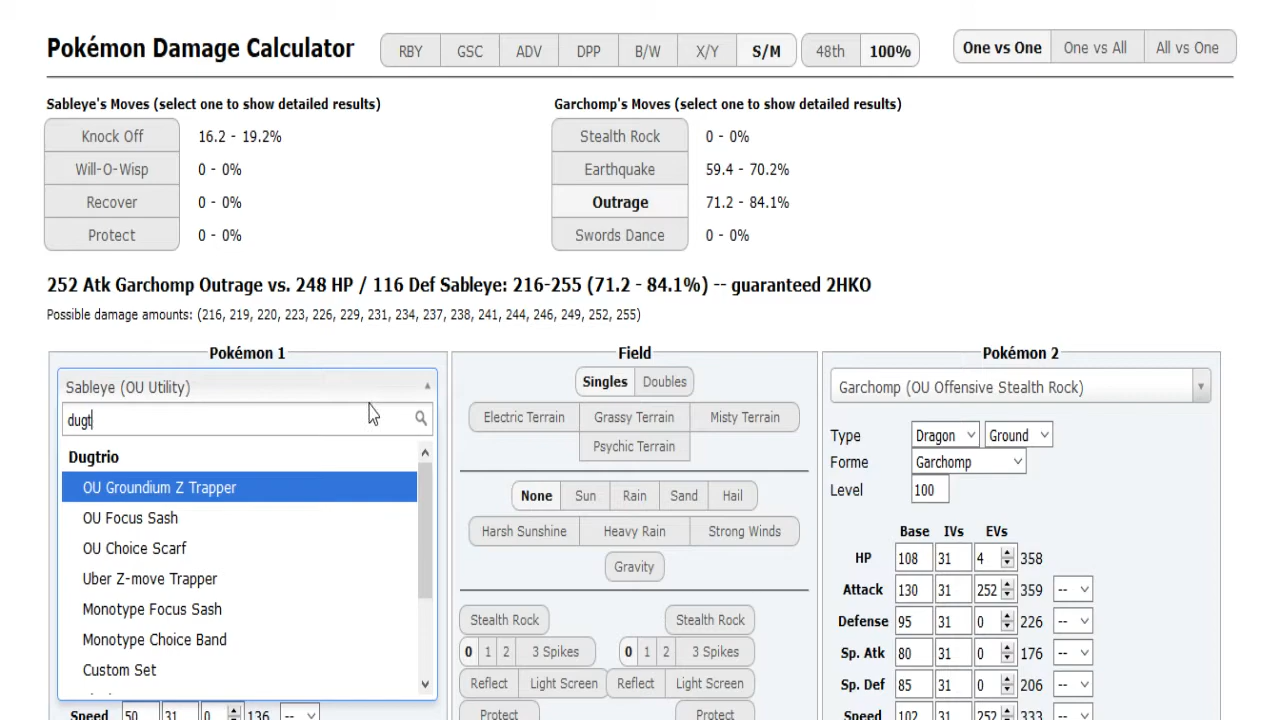 Pokémon Damage Calculator
RBY GSC ADV DPP B/W X/Y S/M 48th 100% One vs One One vs All All vs One
Sableye's Moves (select one to show detailed results)
Knock Off 16.2 - 19.2%
Will-O-Wisp 0 - 0%
Recover 0 - 0%
Protect 0 - 0%
Garchomp's Moves (select one to show detailed results)
Stealth Rock 0 - 0%
Earthquake 59.4 - 70.2%
Outrage 71.2 - 84.1%
Swords Dance 0 - 0%
252 Atk Garchomp Outrage vs. 248 HP / 116 Def Sableye: 216-255 (71.2 - 84.1%) -- guaranteed 2HKO
Possible damage amounts: (216, 219, 220, 223, 226, 229, 231, 234, 237, 238, 241, 244, 246, 249, 252, 255)
Pokémon 1
Sableye (OU Utility)
dugt
Dugtrio
OU Groundium Z Trapper
OU Focus Sash
OU Choice Scarf
Uber Z-move Trapper
Monotype Focus Sash
Monotype Choice Band
Custom Set
Speed 50 31 0 136 --
Field
Singles Doubles
Electric Terrain Grassy Terrain Misty Terrain
Psychic Terrain
None Sun Rain Sand Hail
Harsh Sunshine Heavy Rain Strong Winds
Gravity
Stealth Rock Stealth Rock
0 1 2 3 Spikes 0 1 2 3 Spikes
Reflect Light Screen Reflect Light Screen
Protect Protect
Pokémon 2
Garchomp (OU Offensive Stealth Rock)
Type Dragon Ground
Forme Garchomp
Level 100
Base IVs EVs
HP 108 31 4 358
Attack 130 31 252 359 --
Defense 95 31 0 226 --
Sp. Atk 80 31 0 176 --
Sp. Def 85 31 0 206 --
Speed 102 31 252 333 --